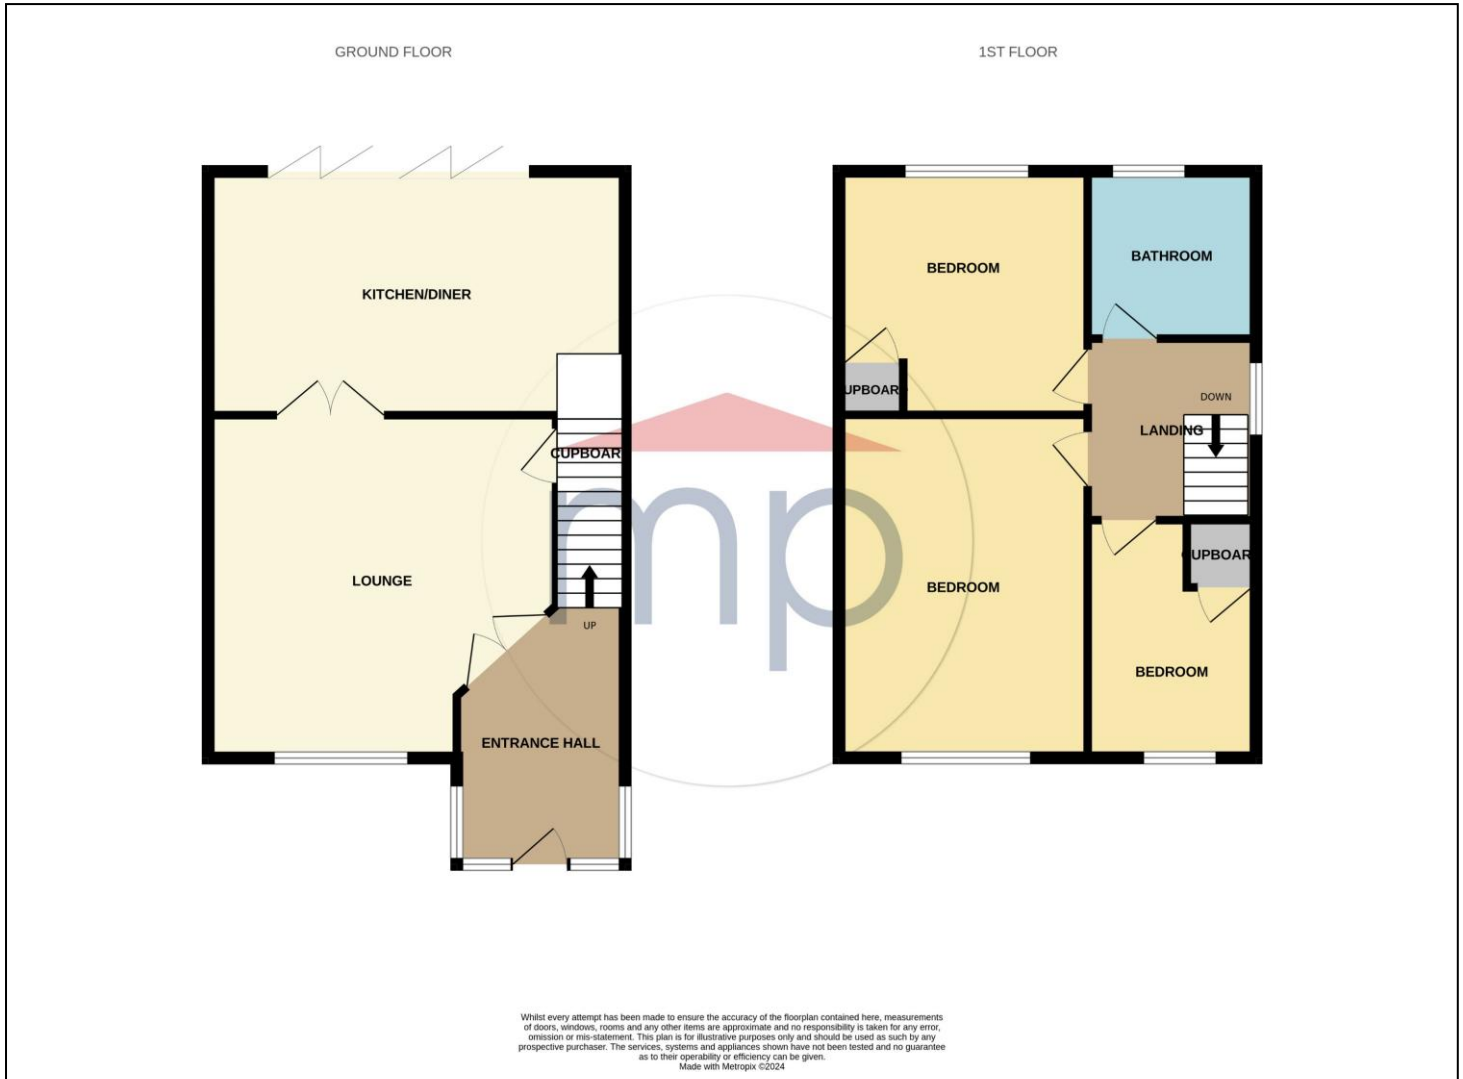 GROUND FLOOR
1ST FLOOR
KITCHEN/DINER
CUPBOAR
LOUNGE
UP
ENTRANCE HALL
BEDROOM
BATHROOM
UPBOAR
DOWN
LANDING
BEDROOM
UPBOAR
BEDROOM
mp
Whilst every attempt has been made to ensure the accuracy of the floorplan contained here, measurements
of doors, windows, rooms and any other items are approximate and no responsibility is taken for any error,
omission or mis-statement. This plan is for illustrative purposes only and should be used as such by any
prospective purchaser. The services, systems and appliances shown have not been tested and no guarantee
as to their operability or efficiency can be given.
Made with Metropix ©2024